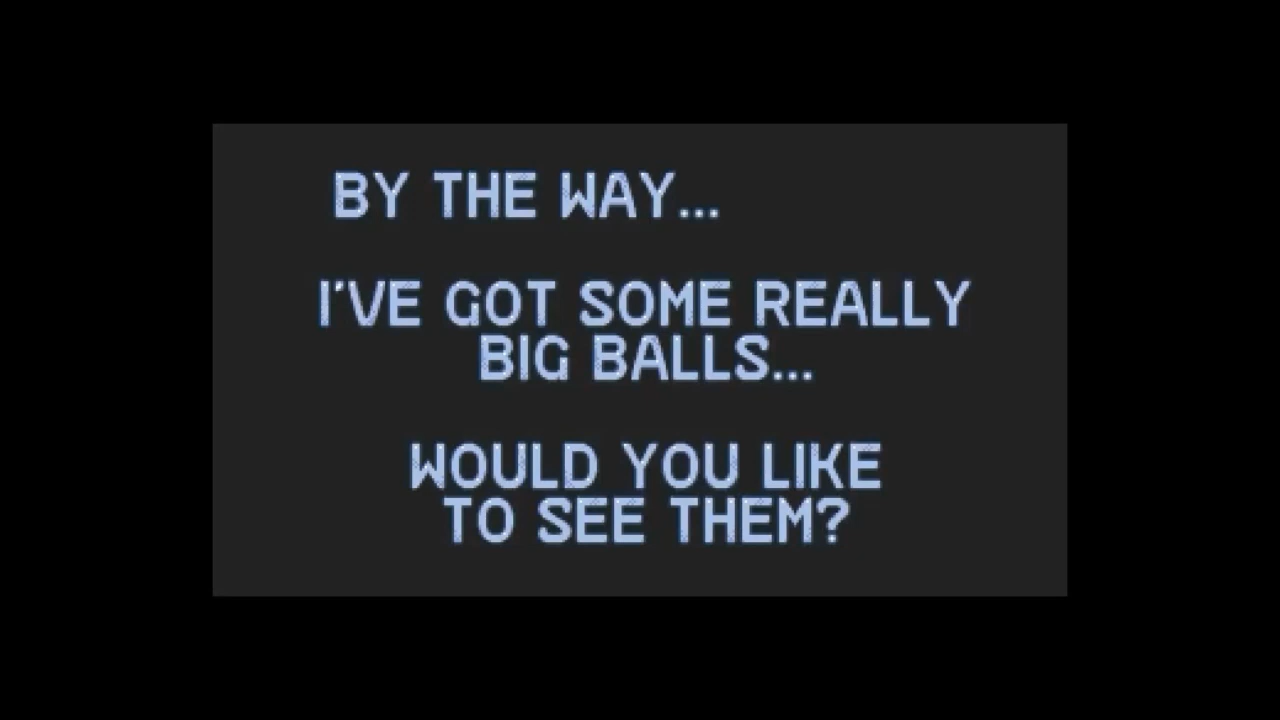 BY THE WAY...
I'VE GOT SOME REALLY
BIG BALLS...
WOULD YOU LIKE
TO SEE THEM?